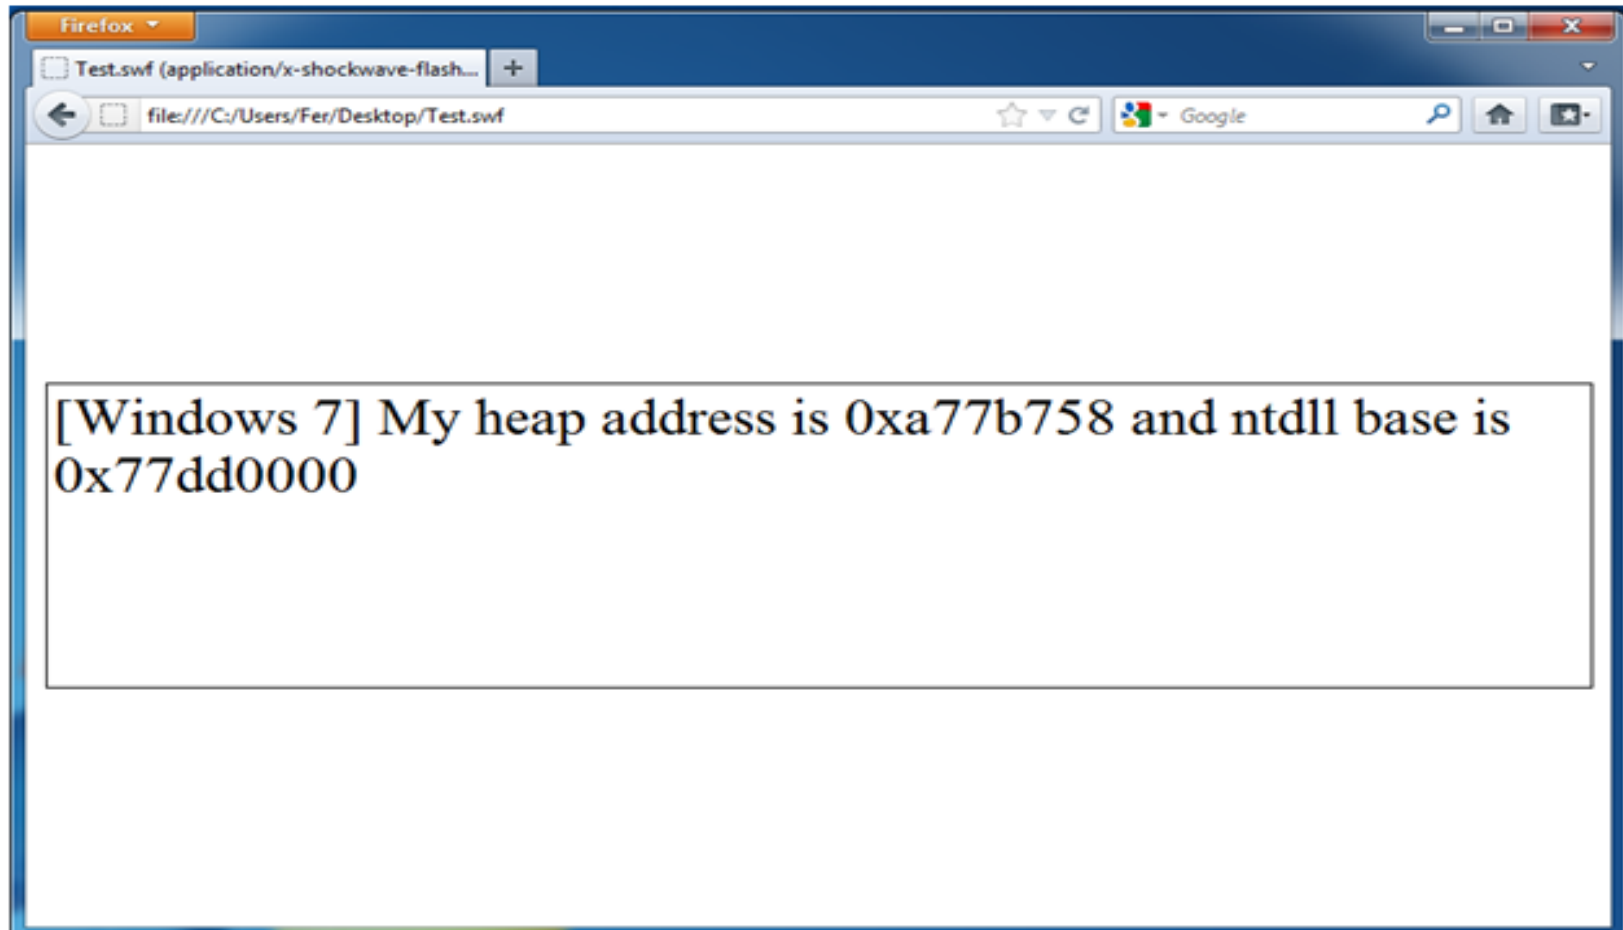 Firefox
Test.swf (application/x-shockwave-flash...
file:///C:/Users/Fer/Desktop/Test.swf
Google
[Windows 7] My heap address is 0xa77b758 and ntdll base is
0x77dd0000